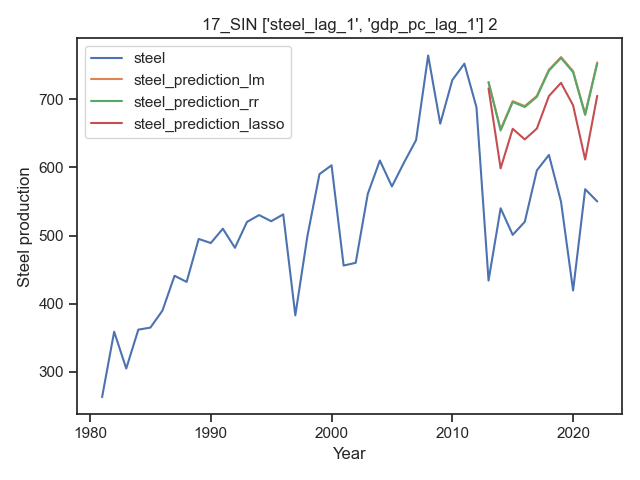 17_SIN ['steel_lag_1', 'gdp_pc_lag_1'] 2
steel
steel_prediction_lm
steel_prediction_rr
steel_prediction_lasso
Steel production
700
600
500
400
300
1980
1990
2000
2010
2020
Year